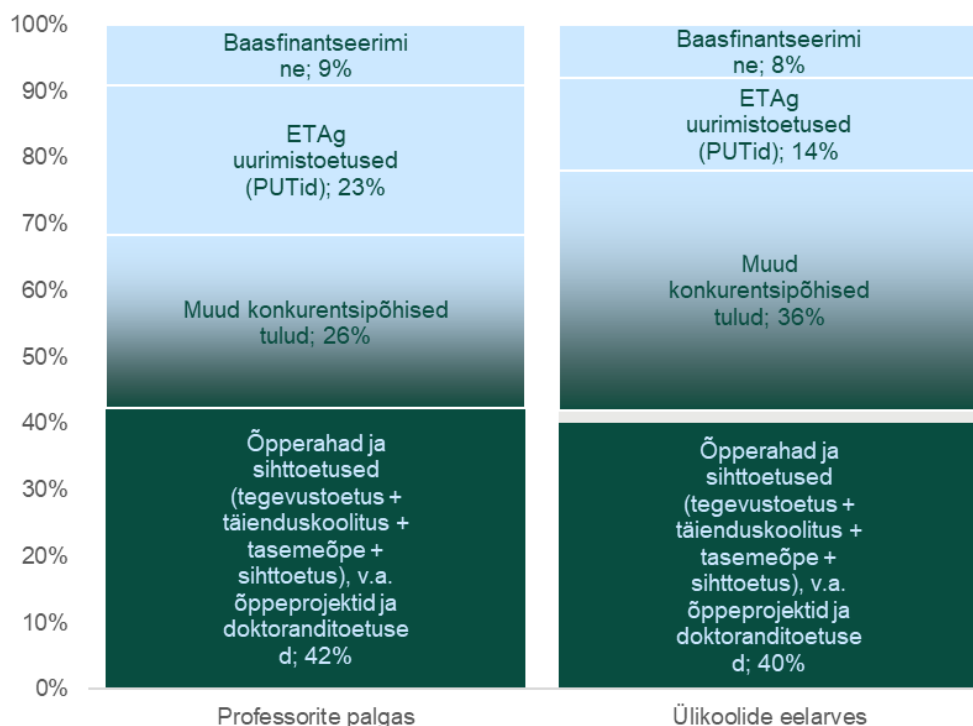 100%
90%
80%
70%
60%
50%
40%
30%
20%
10%
0%
Baasfinantseerimi
ne; 9%
ETAg
uurimistoetused
(PUTid); 23%
Muud konkurentsipõhised
tulud; 26%
Õpperahad ja
sihttoetused
(tegevustoetus +
täienduskoolitus +
tasemeõpe +
sihttoetus), v.a.
õppeprojektid ja
doktoranditoetuse
d; 42%
Baasfinantseerimi
ne; 8%
ETAg
uurimistoetused
(PUTid); 14%
Muud
konkurentsipõhised
tulud; 36%
Õpperahad ja
sihttoetused
(tegevustoetus +
täienduskoolitus +
tasemeõpe +
sihttoetus), v.a.
õppeprojektid ja
doktoranditoetuse
d; 40%
Professorite palgas
Ülikoolide eelarves